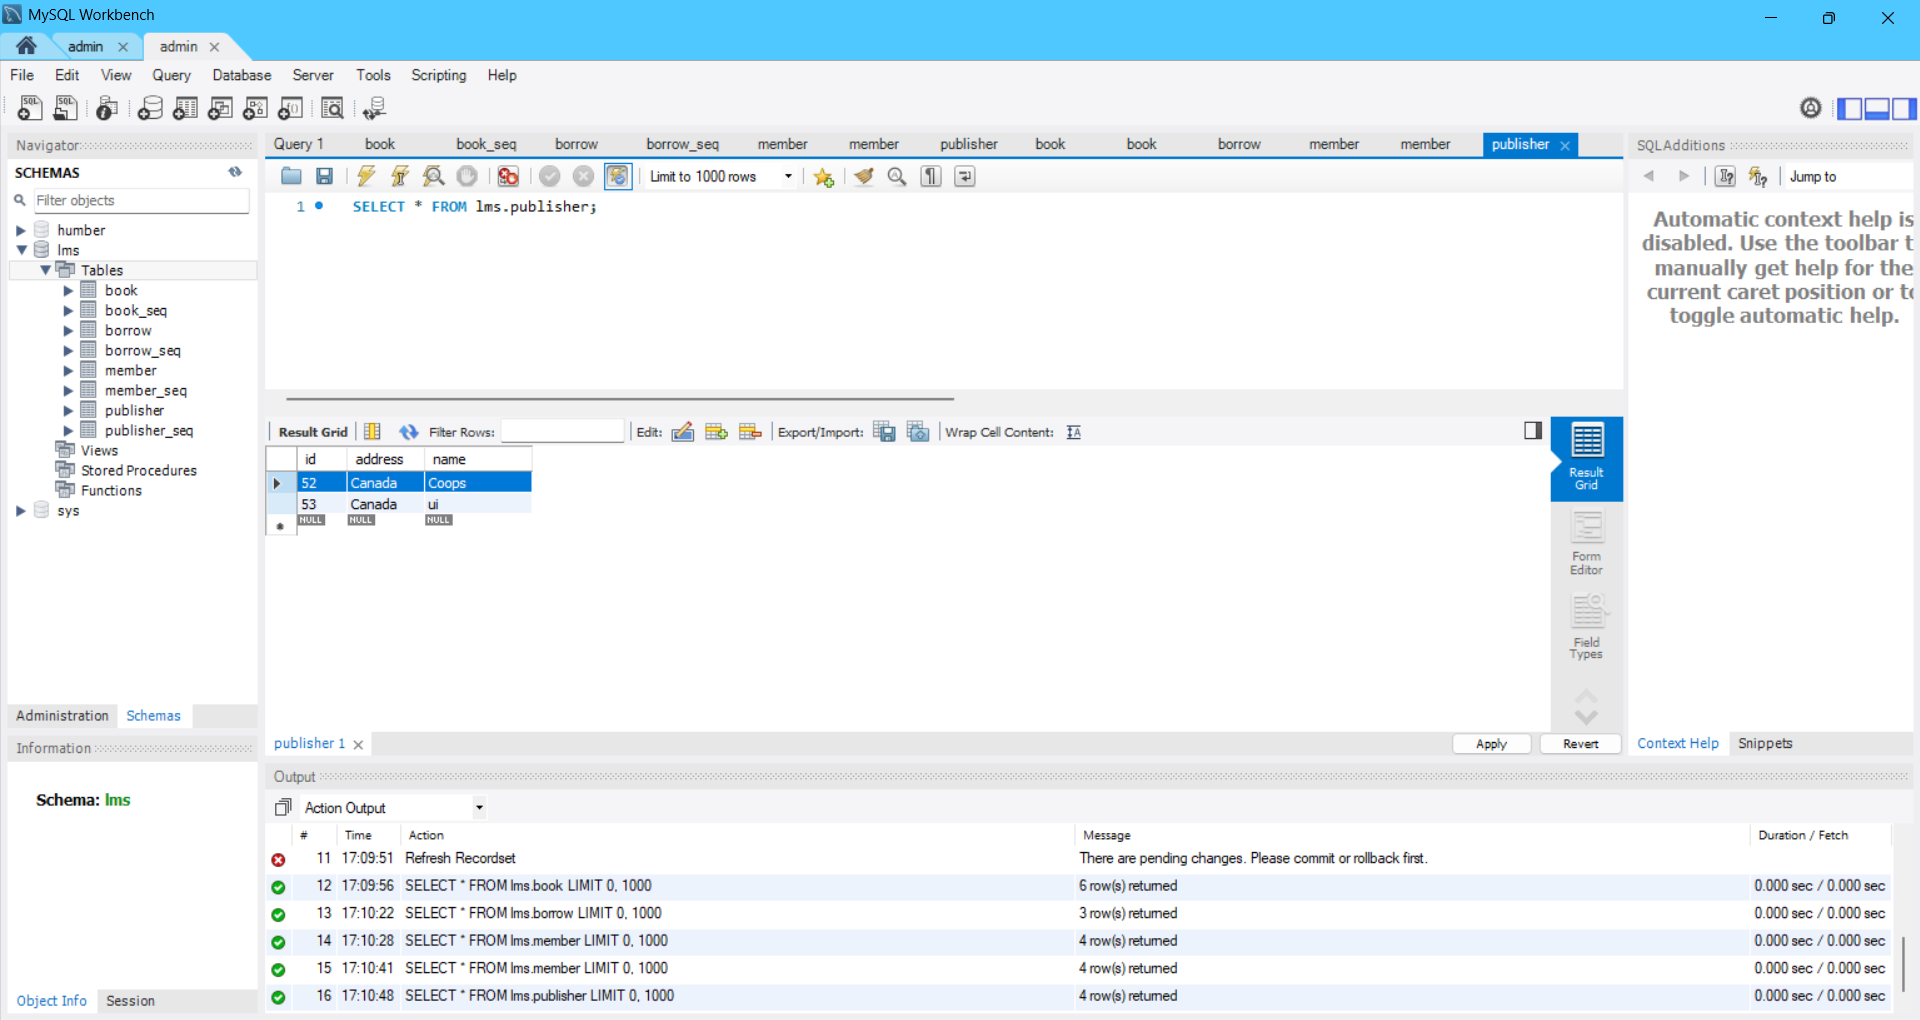 MySQL Workbench
admin
admin
File Edit View Query Database Server Tools Scripting Help
Navigator
SCHEMAS
Filter objects
humber
lms
Tables
book
book_seq
borrow
borrow_seq
member
member_seq
publisher
publisher_seq
Views
Stored Procedures
Functions
sys
Administration Schemas
Information
Schema: lms
Object Info Session
Query 1 book book_seq borrow borrow_seq member member publisher book book borrow member member publisher
Limit to 1000 rows
1 SELECT * FROM lms.publisher;
Result Grid Filter Rows: Edit: Export/Import: Wrap Cell Content:
id address name
52 Canada Coops
53 Canada ui
NULL NULL NULL
Result
Grid
Form
Editor
Field
Types
publisher 1
Apply Revert
SQLAdditions
Jump to
Automatic context help is
disabled. Use the toolbar t
manually get help for the
current caret position or to
toggle automatic help.
Context Help Snippets
Output
Action Output
# Time Action Message Duration / Fetch
11 17:09:51 Refresh Recordset There are pending changes. Please commit or rollback first.
12 17:09:56 SELECT * FROM lms.book LIMIT 0, 1000 6 row(s) returned 0.000 sec / 0.000 sec
13 17:10:22 SELECT * FROM lms.borrow LIMIT 0, 1000 3 row(s) returned 0.000 sec / 0.000 sec
14 17:10:28 SELECT * FROM lms.member LIMIT 0, 1000 4 row(s) returned 0.000 sec / 0.000 sec
15 17:10:41 SELECT * FROM lms.member LIMIT 0, 1000 4 row(s) returned 0.000 sec / 0.000 sec
16 17:10:48 SELECT * FROM lms.publisher LIMIT 0, 1000 4 row(s) returned 0.000 sec / 0.000 sec